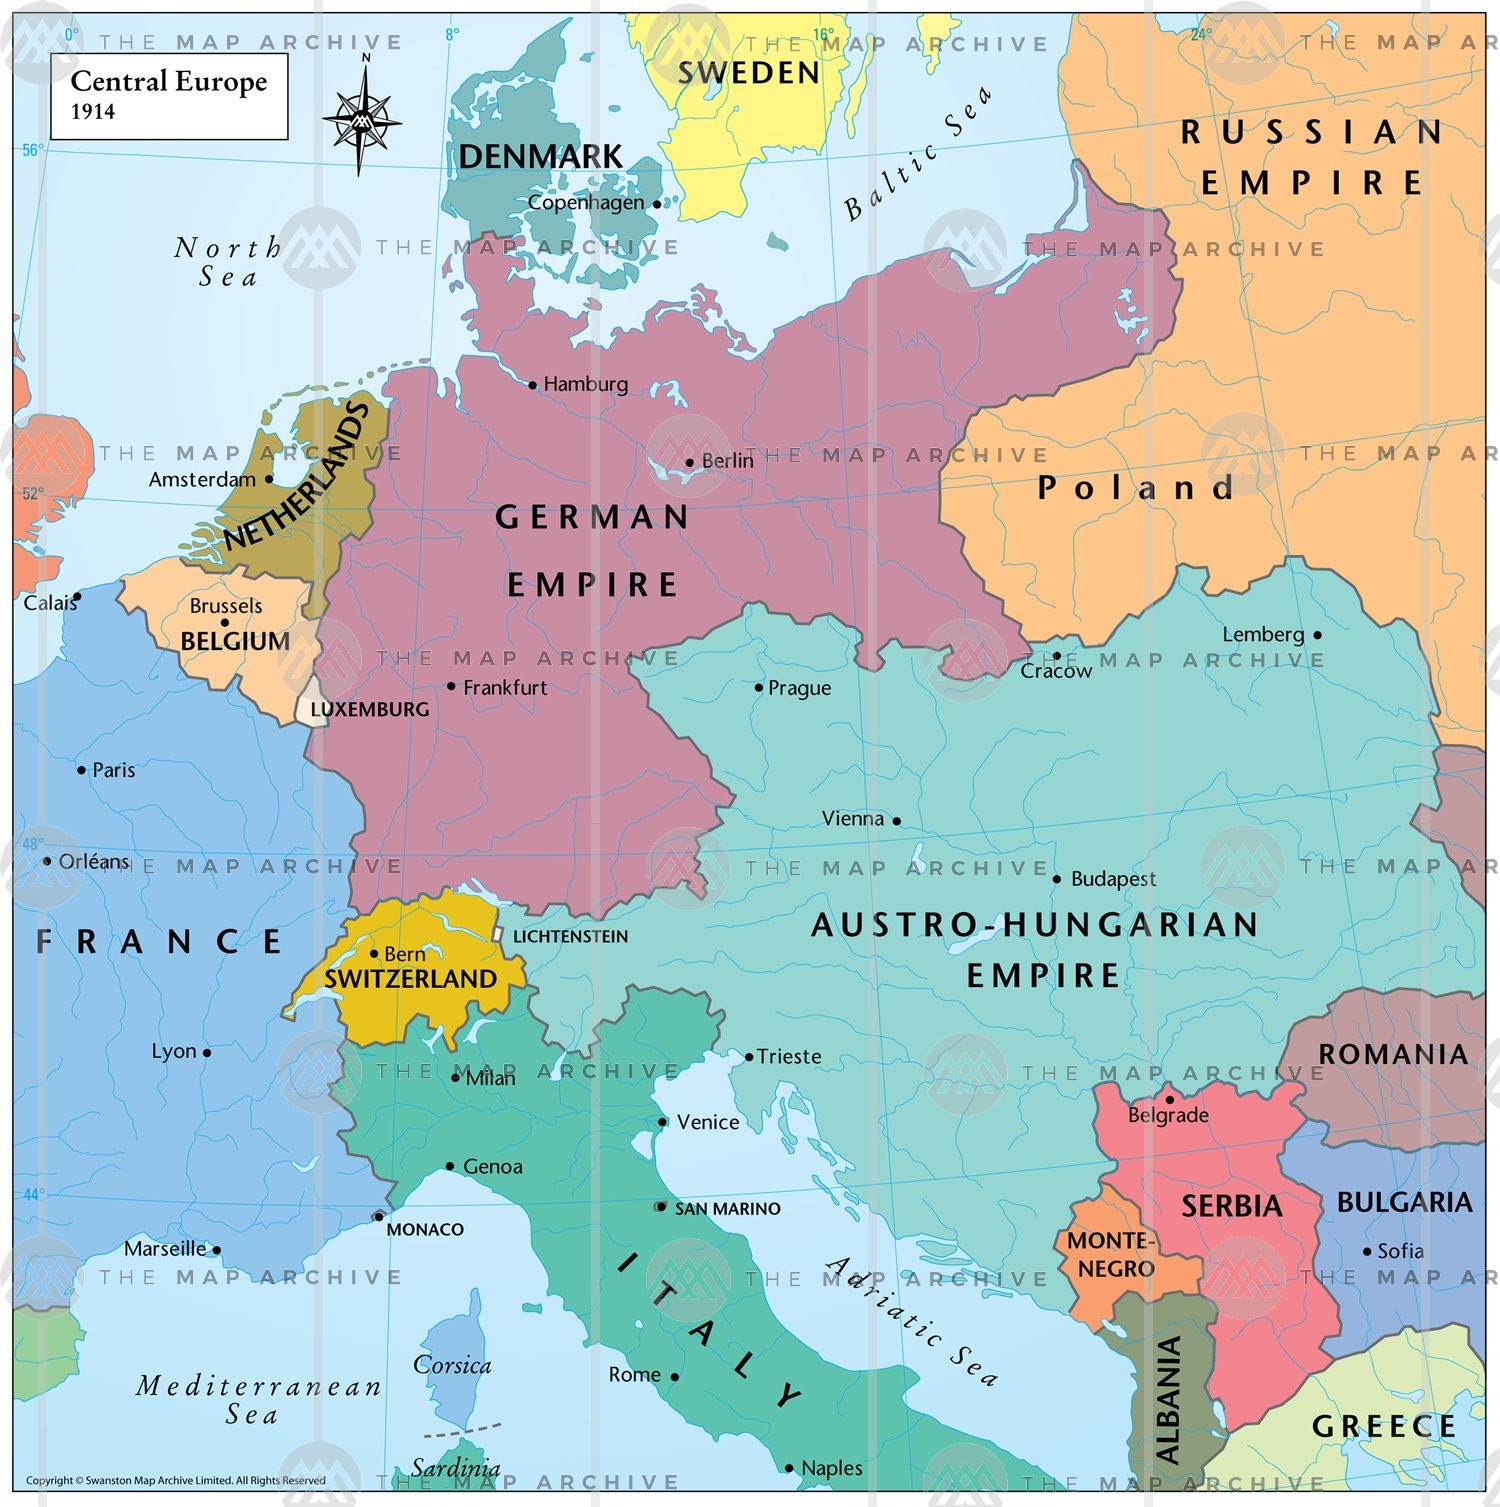 0°
8°
16°
24°
THE MAP ARCHIVE
THE MAP ARCHIVE
THE MAP AR
Central Europe
1914
N
SWEDEN
Baltic Sea
RUSSIAN
EMPIRE
56°
DENMARK
Copenhagen
North
Sea
THE MAP ARCHIVE
THE MAP ARCHIVE
Hamburg
NETHERLANDS
THE MAP ARCHIVE
THE MAP ARCHIVE
THE MAP AR
Berlin
Amsterdam
52°
Poland
GERMAN
EMPIRE
Calais
Brussels
BELGIUM
Lemberg
THE MAP ARCHIVE
THE MAP ARCHIVE
Cracow
Frankfurt
Prague
LUXEMBURG
Paris
Vienna
48°
Orléans
THE MAP ARCHIVE
THE MAP ARCHIVE
THE MAP AR
Budapest
FRANCE
AUSTRO-HUNGARIAN
EMPIRE
LICHTENSTEIN
Bern
SWITZERLAND
Lyon
Trieste
ROMANIA
THE MAP ARCHIVE
THE MAP ARCHIVE
Milan
Belgrade
Venice
Genoa
44°
SAN MARINO
SERBIA
BULGARIA
MONACO
Marseille
MONTE-
NEGRO
Sofia
THE MAP ARCHIVE
THE MAP ARCHIVE
THE MAP AR
ITALY
Adriatic Sea
Corsica
Rome
Mediterranean
Sea
ALBANIA
GREECE
Sardinia
Naples
Copyright © Swanston Map Archive Limited. All Rights Reserved
THE MAP ARCHIVE
THE MAP ARCHIVE